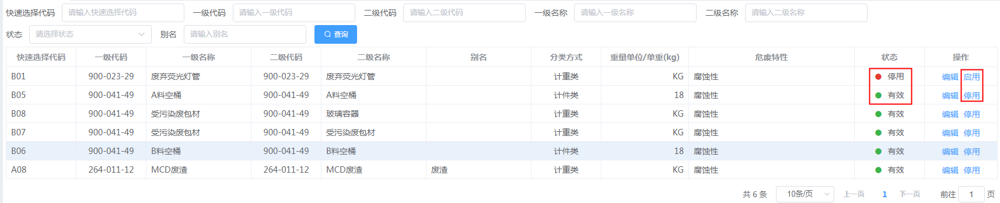 快速选择代码 请输入快速选择代码 一级代码 请输入一级代码 二级代码 请输入二级代码 一级名称 请输入一级名称 二级名称 请输入二级名称
状态 请选择状态 别名 请输入别名 查询
快速选择代码 一级代码 一级名称 二级代码 二级名称 别名 分类方式 重量单位/单重(kg) 危废特性 状态 操作
B01 900-023-29 废弃荧光灯管 900-023-29 废弃荧光灯管 计重类 KG 腐蚀性 停用 编辑 启用
B05 900-041-49 A料空桶 900-041-49 A料空桶 计件类 18 腐蚀性 有效 编辑 停用
B08 900-041-49 受污染废包材 900-041-49 玻璃容器 计重类 KG 腐蚀性 有效 编辑 停用
B07 900-041-49 受污染废包材 900-041-49 受污染废包材 计重类 KG 腐蚀性 有效 编辑 停用
B06 900-041-49 B料空桶 900-041-49 B料空桶 计件类 18 腐蚀性 有效 编辑 停用
A08 264-011-12 MCD废渣 264-011-12 MCD废渣 废渣 计重类 KG 腐蚀性 有效 编辑 停用
共 6 条 10条/页 上一页 1 下一页 前往 1 页